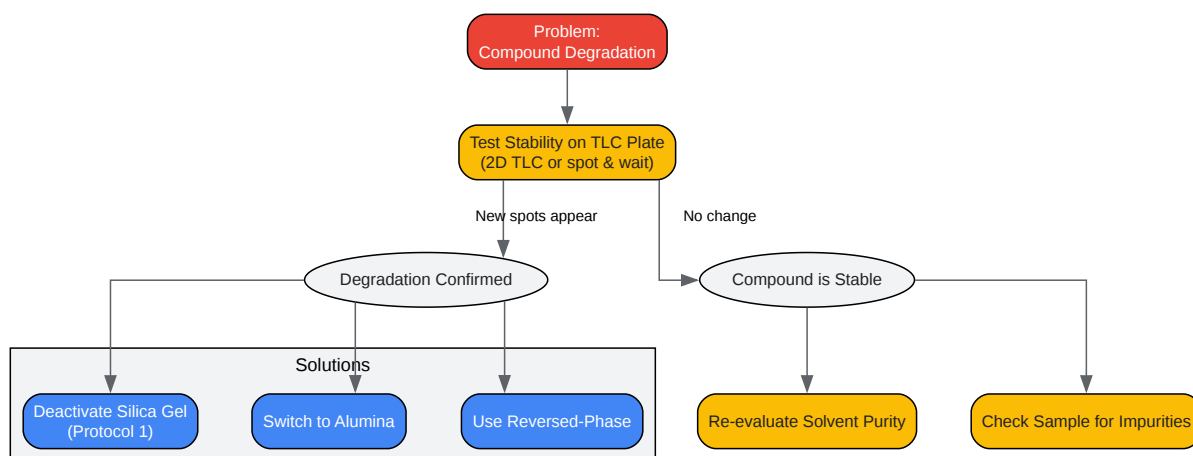 Problem:
Compound Degradation
Test Stability on TLC Plate
(2D TLC or spot & wait)
New spots appear
No change
Degradation Confirmed
Compound is Stable
Solutions
Deactivate Silica Gel
(Protocol 1)
Switch to Alumina
Use Reversed-Phase
Re-evaluate Solvent Purity
Check Sample for Impurities